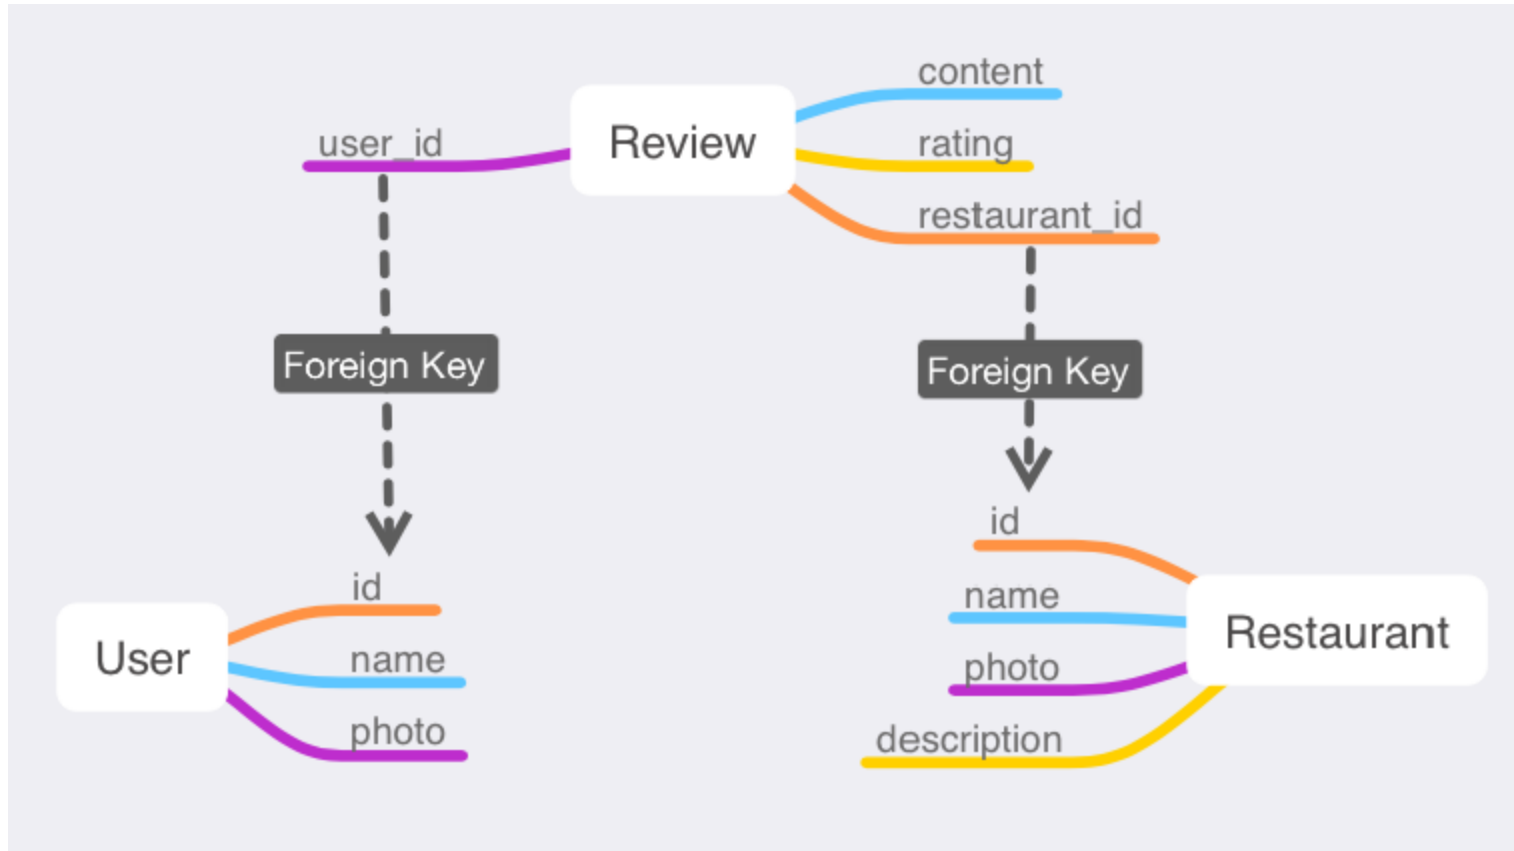 content
user_id
Review
rating
restaurant_id
Foreign Key
Foreign Key
id
id
name
User
name
Restaurant
photo
photo
description